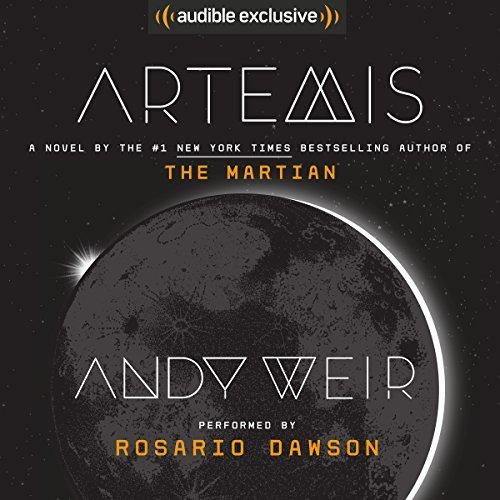 audible exclusive
ARTEMIS
A NOVEL BY THE #1 NEW YORK TIMES BESTSELLING AUTHOR OF
THE MARTIAN
ANDY WEIR
PERFORMED BY
ROSARIO DAWSON